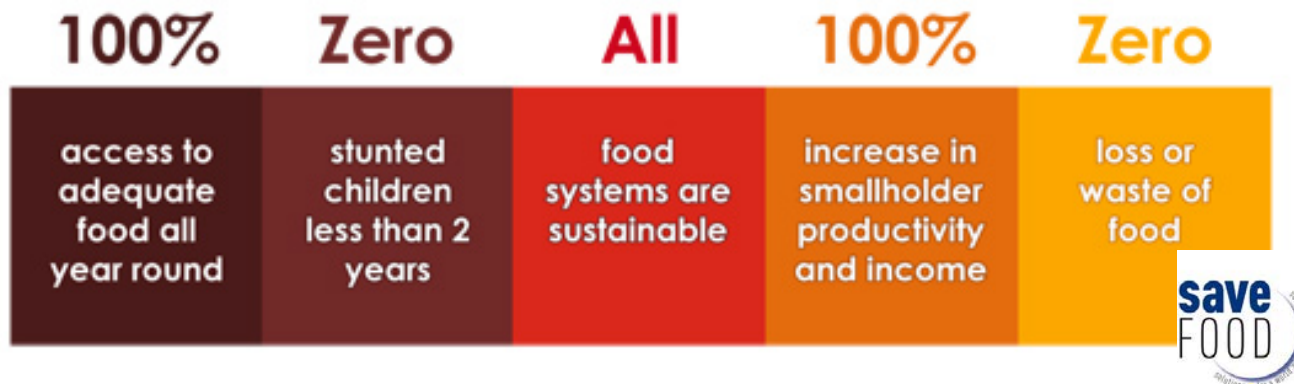 100%
access to
adequate
food all
year round
Zero
stunted
children
less than 2
years
All
food
systems are
sustainable
100%
increase in
smallholder
productivity
and income
Zero
loss or
waste of
food
save
FOOD